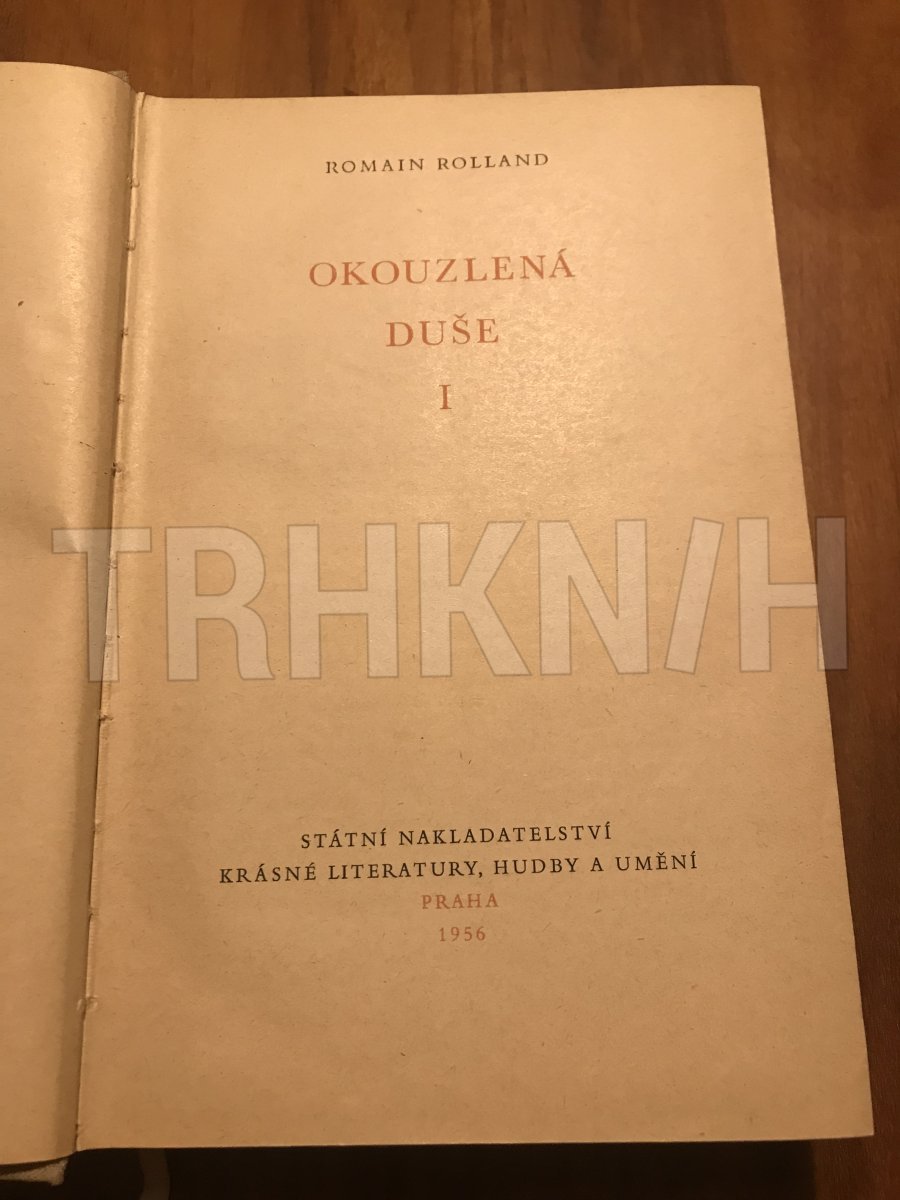 ROMAIN ROLLAND
OKOUZLENÁ
DUŠE
I
TRHKNIH
STÁTNÍ NAKLADATELSTVÍ
KRÁSNÉ LITERATURY, HUDBY A UMĚNÍ
PRAHA
1956